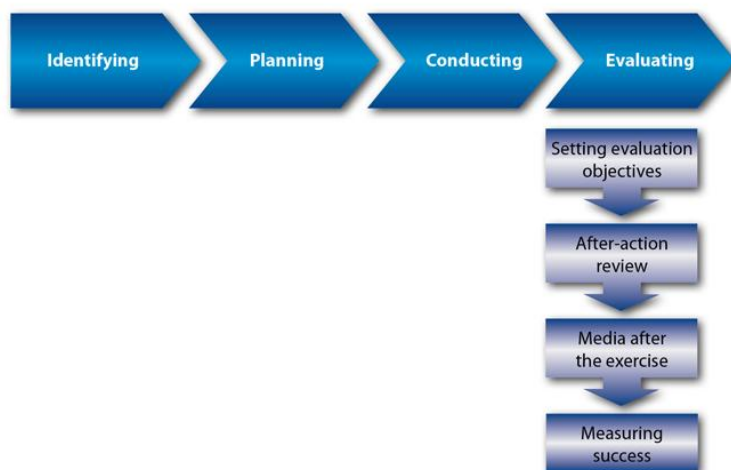 Identifying
Planning
Conducting
Evaluating
Setting evaluation
objectives
After-action
review
Media after
the exercise
Measuring
success